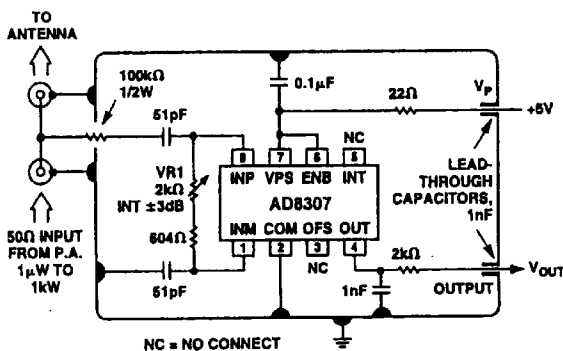 TO
ANTENNA
100kΩ
1/2W
51pF
0.1μF
22Ω
VP
+5V
NC
8
7
6
5
INP
VPS
ENB
INT
VR1
2kΩ
INT ±3dB
AD8307
LEAD-
THROUGH
CAPACITORS,
1nF
604Ω
INM
COM
OFS
OUT
1
2
3
4
NC
50Ω INPUT
FROM P.A.
1μW TO
1kW
51pF
1nF
2kΩ
VOUT
OUTPUT
NC = NO CONNECT